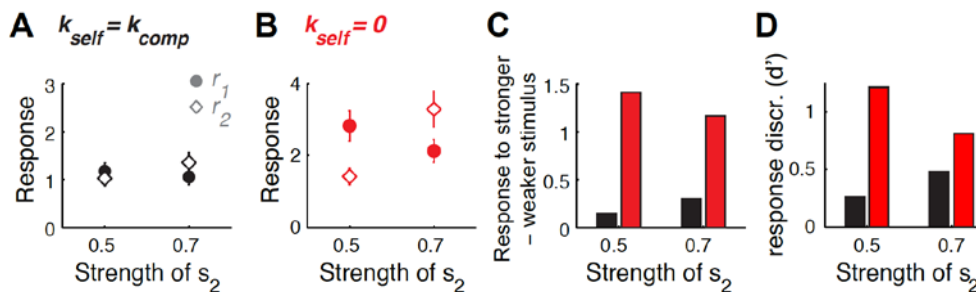 A k_self = k_comp
Response
3
2
1
0
r_1
r_2
0.5 0.7
Strength of s_2
B k_self = 0
Response
4
2
0
0.5 0.7
Strength of s_2
C
Response to stronger
– weaker stimulus
1.5
1
0.5
0
0.5 0.7
Strength of s_2
D
response discr. (d')
1
0.5
0
0.5 0.7
Strength of s_2